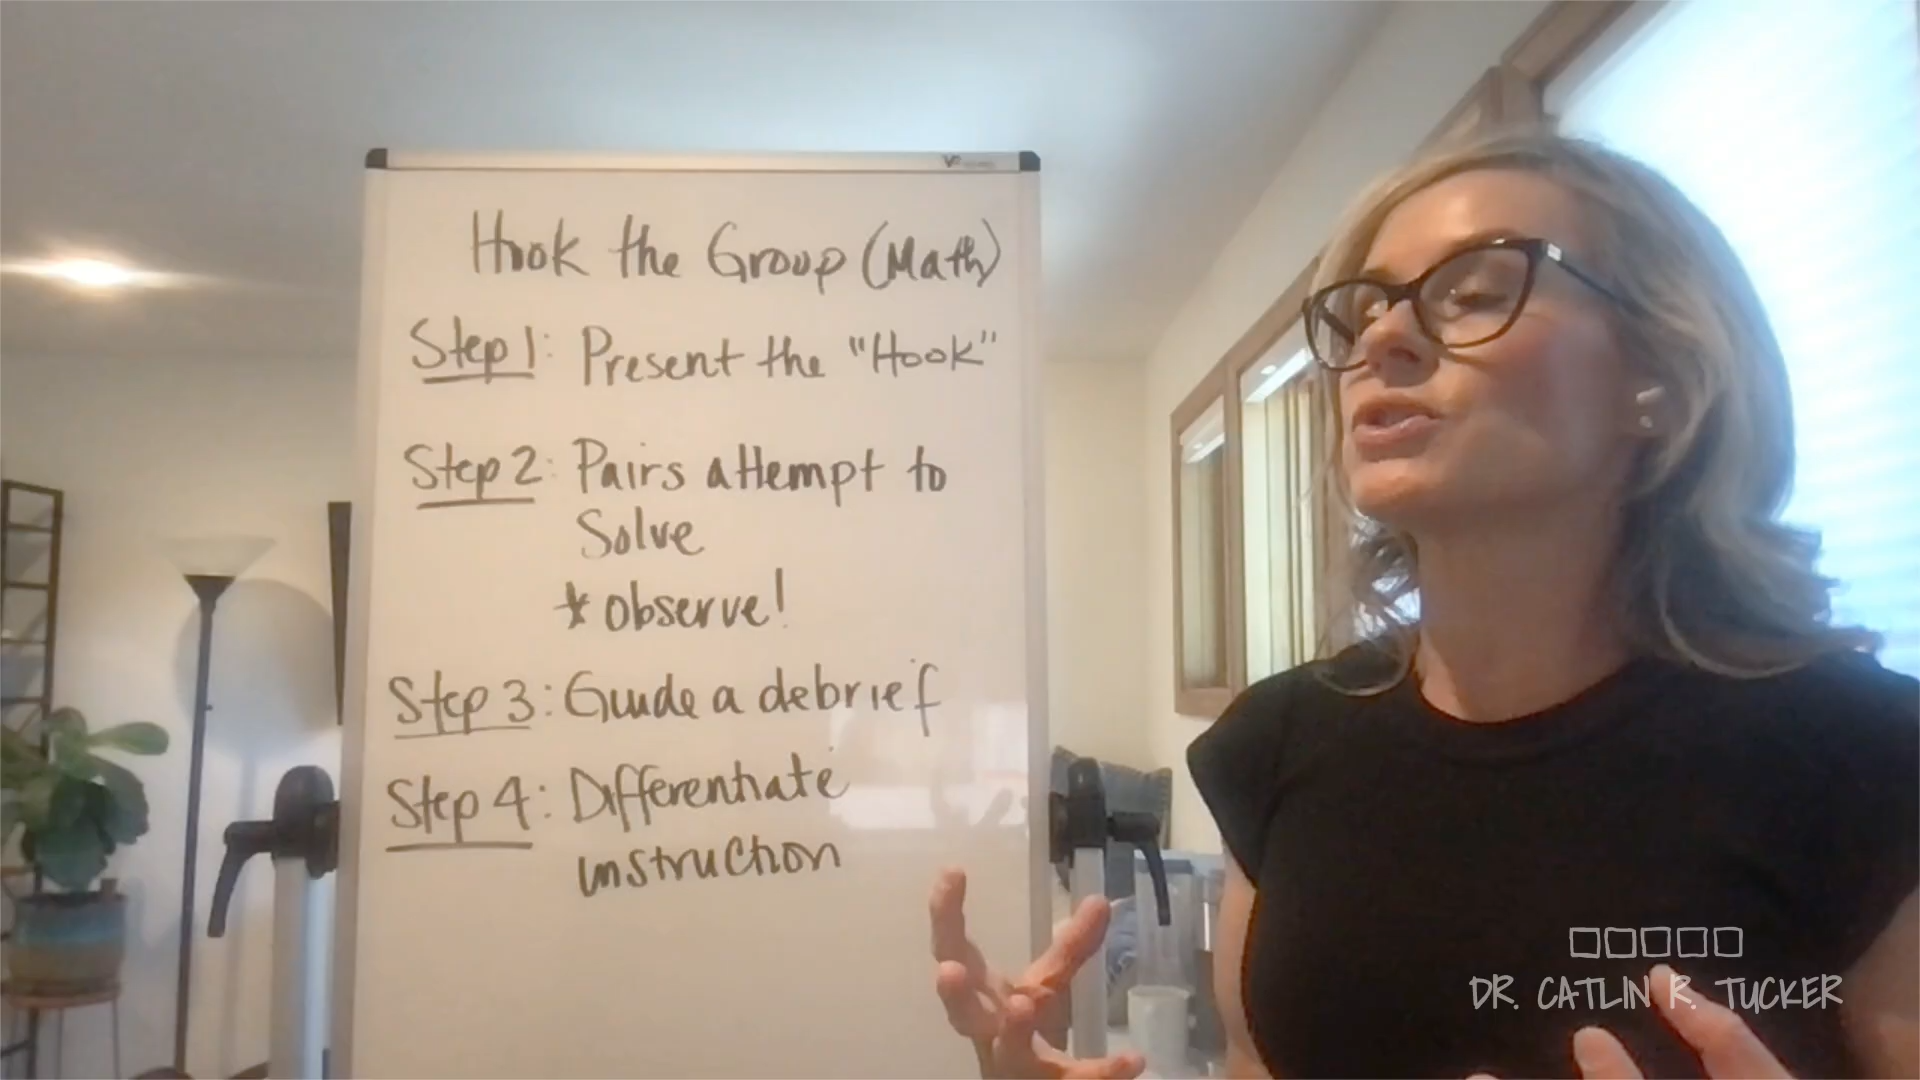 Hook the Group (Math)
Step 1: Present the "Hook"
Step 2: Pairs attempt to
Solve
* observe!
Step 3: Guide a debrief
Step 4: Differentiate
instruction
DR. CATLIN R. TUCKER